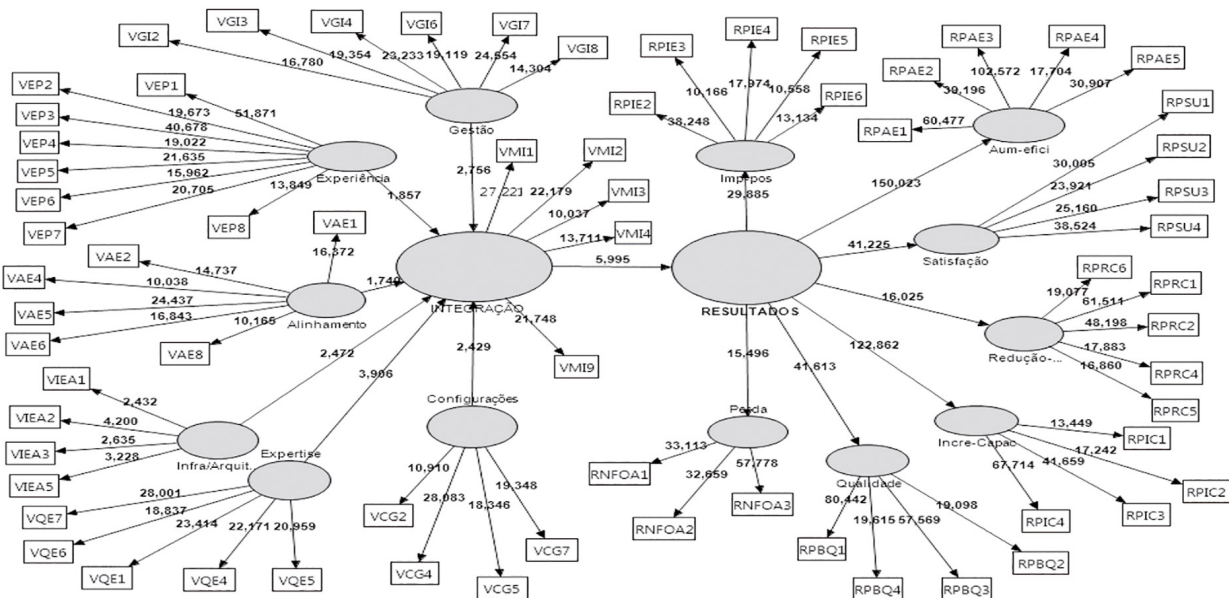 VGI2
VGI3
VGI4
VGI6
VGI7
VGI8
16,780
19,354
23,233
19,119
24,554
14,304
Gestão
2,756
VEP1
VEP2
VEP3
VEP4
VEP5
VEP6
VEP7
VEP8
51,871
19,673
40,678
19,022
21,635
15,962
20,705
13,849
Experiência
1,857
VMI1
VMI2
VMI3
VMI4
VMI9
27,221
22,179
10,037
13,711
21,748
INTEGRAÇÃO
5,995
VAE1
VAE2
VAE4
VAE5
VAE6
VAE8
16,372
14,737
10,038
24,437
16,843
10,165
Alinhamento
1,740
VIEA1
VIEA2
VIEA3
VIEA5
2,432
4,200
2,635
3,228
Infra/Arquit...
2,472
Expertise
3,906
VQE7
VQE6
VQE1
VQE4
VQE5
28,001
18,837
23,414
22,171
20,959
Configurações
2,429
10,910
28,083
18,346
19,348
VCG2
VCG4
VCG5
VCG7
RPIE2
RPIE3
RPIE4
RPIE5
RPIE6
38,248
10,166
17,974
10,558
13,134
Imp-pos
29,885
RPAE1
RPAE2
RPAE3
RPAE4
RPAE5
60,477
39,196
102,572
17,704
30,907
Aum-efici
150,023
RPSU1
RPSU2
RPSU3
RPSU4
30,005
23,921
25,160
38,524
Satisfação
41,225
RESULTADOS
16,025
RPRC6
RPRC1
RPRC2
RPRC4
RPRC5
19,077
61,511
48,198
17,883
16,860
Redução-...
122,862
Incre-Capac
13,449
17,242
41,659
67,714
RPIC1
RPIC2
RPIC3
RPIC4
15,496
Perda
33,113
32,659
57,778
RNFOA1
RNFOA2
RNFOA3
41,613
Qualidade
80,442
19,615
57,569
19,098
RPBQ1
RPBQ4
RPBQ3
RPBQ2